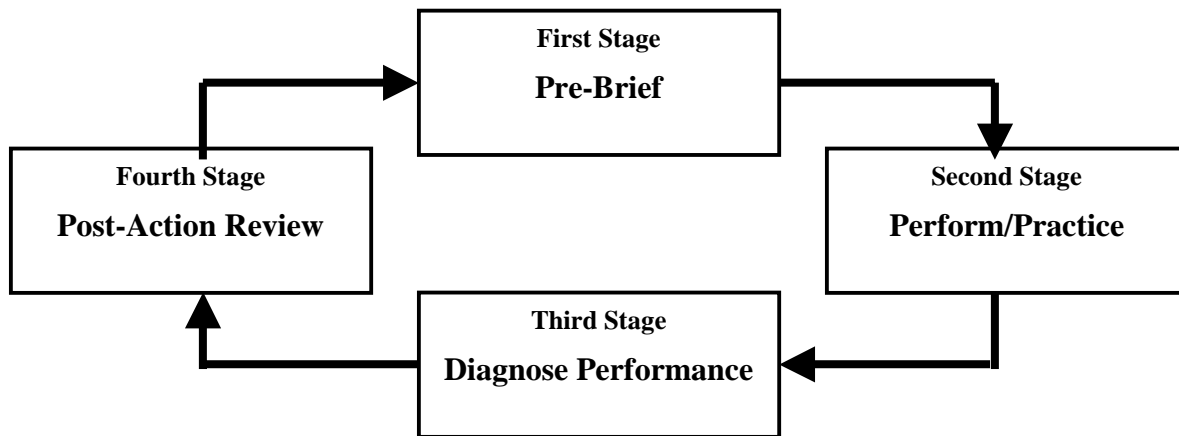 First Stage
Pre-Brief
Second Stage
Perform/Practice
Third Stage
Diagnose Performance
Fourth Stage
Post-Action Review